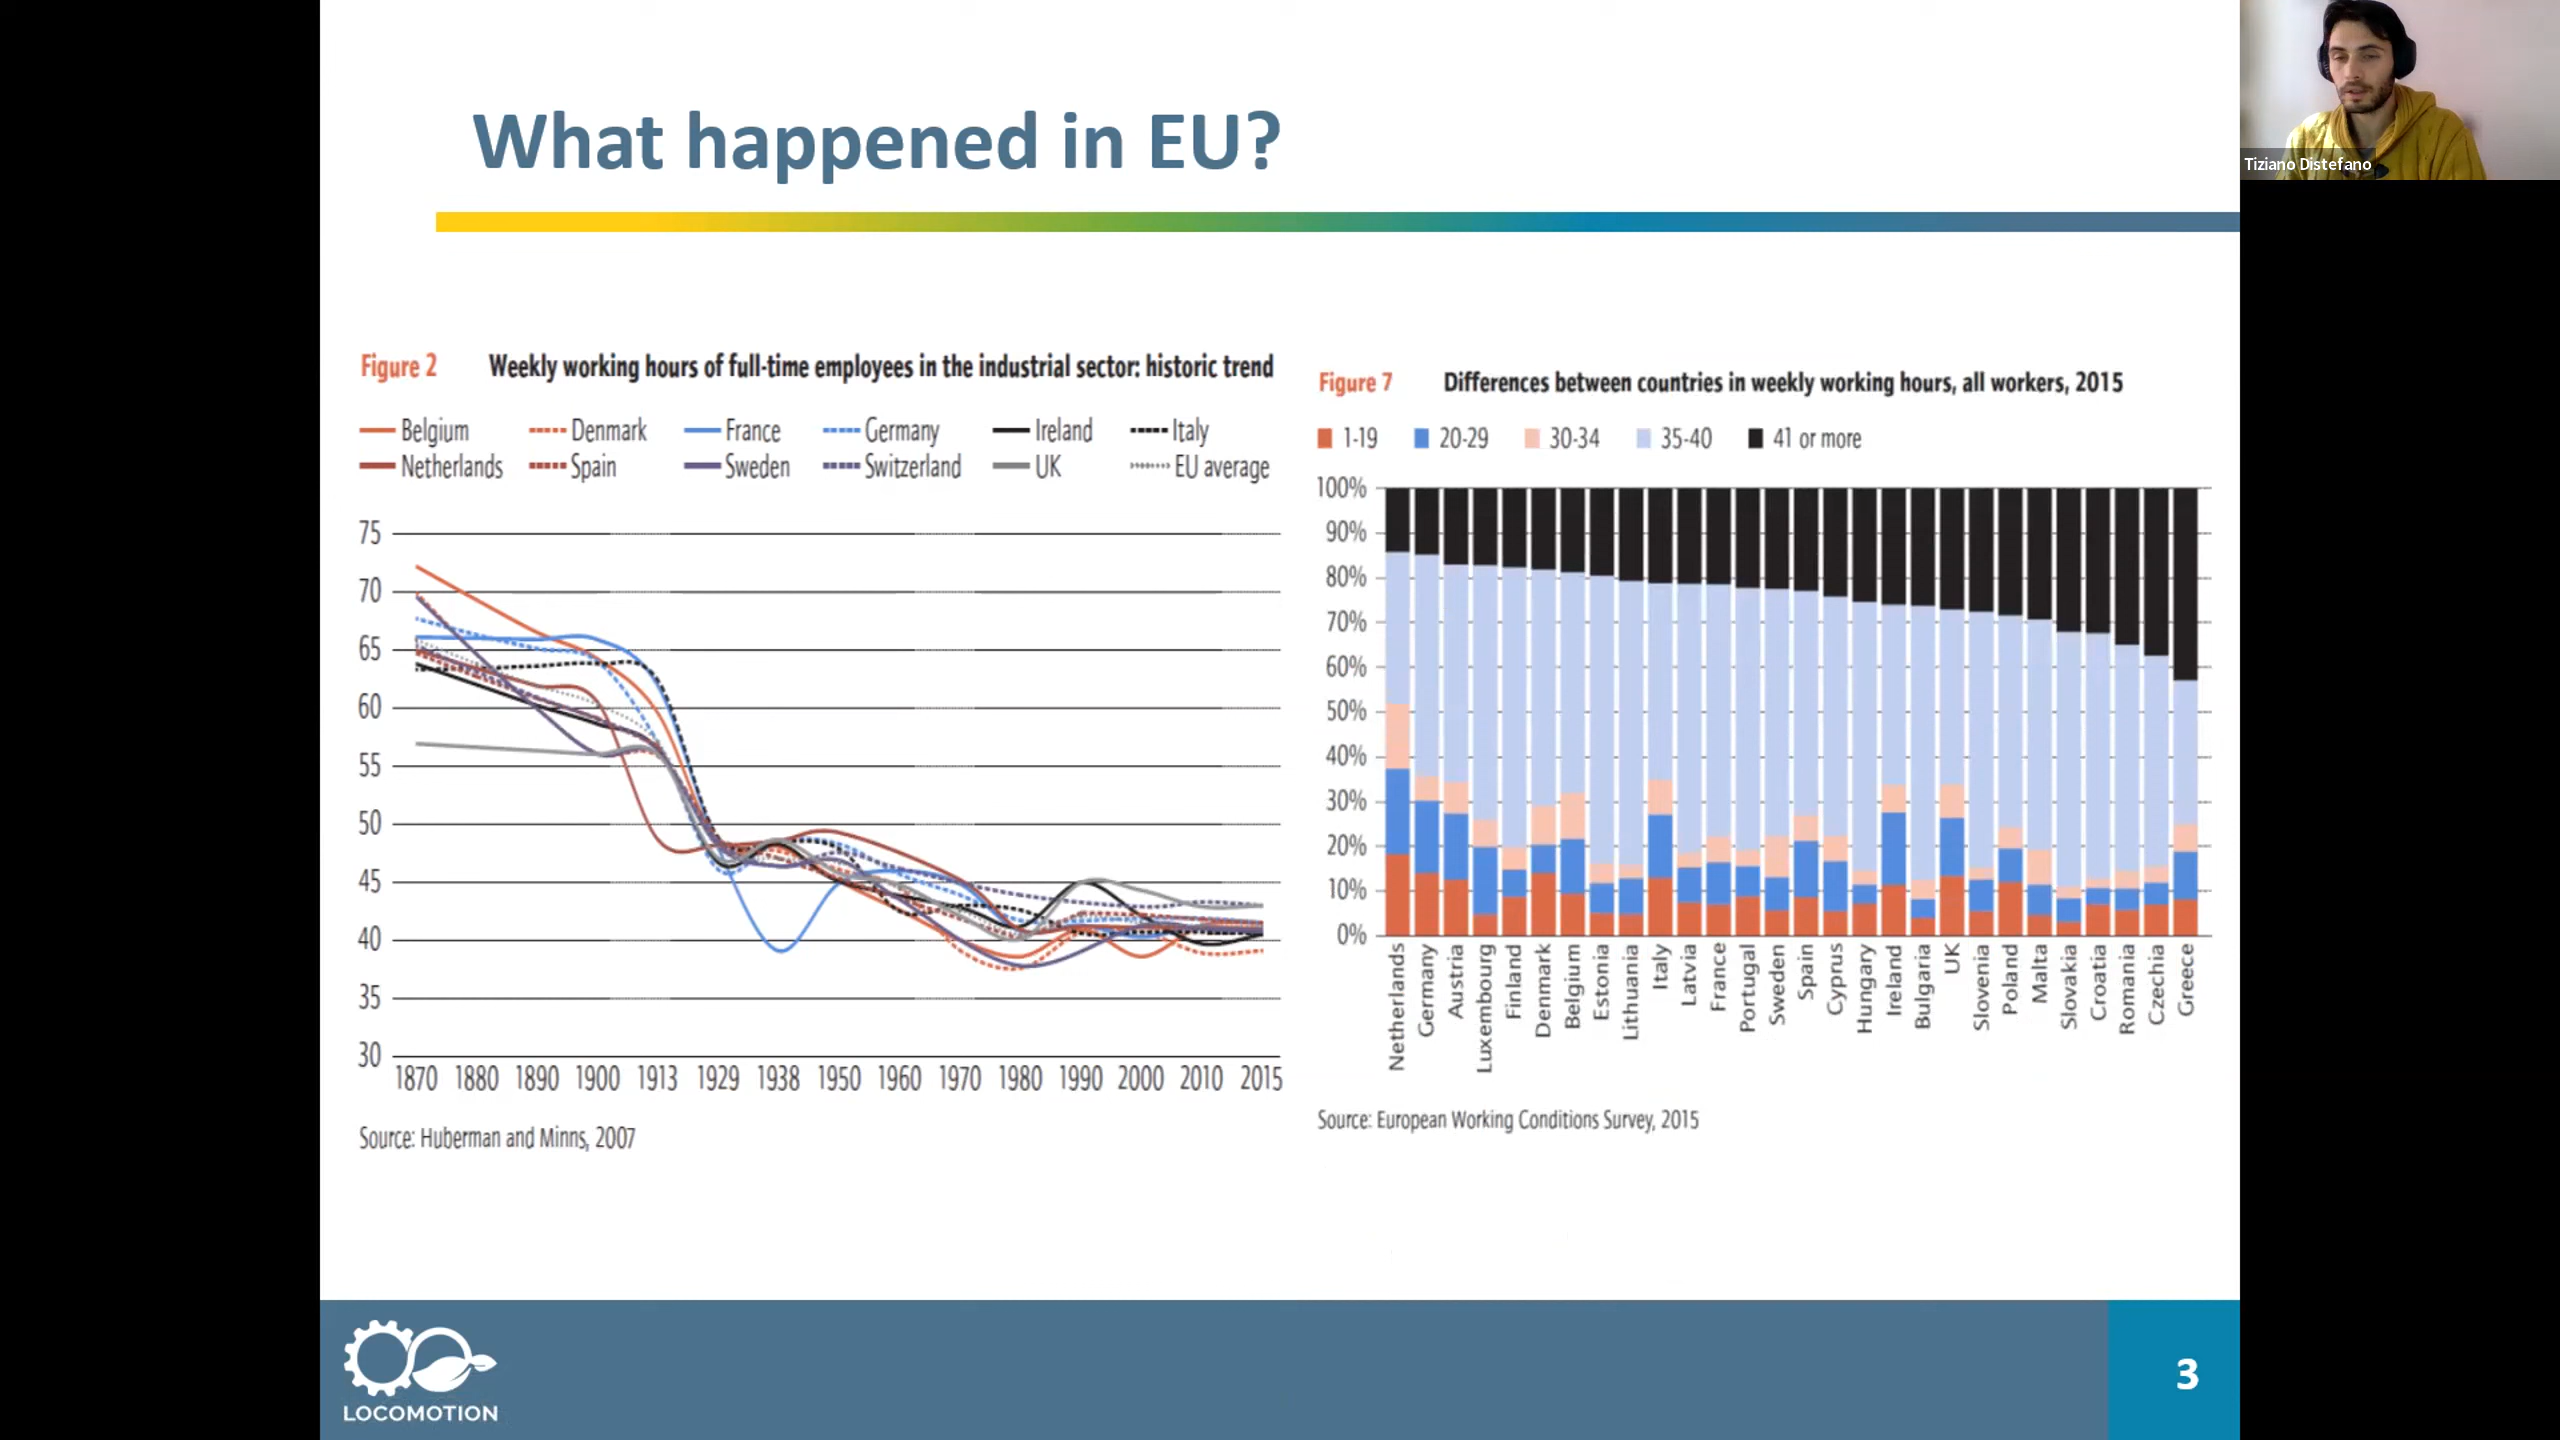 What happened in EU?
Tiziano Distefano
Figure 2 Weekly working hours of full-time employees in the industrial sector: historic trend
Belgium Denmark France Germany Ireland Italy
Netherlands Spain Sweden Switzerland UK EU average
75
70
65
60
55
50
45
40
35
30
1870 1880 1890 1900 1913 1929 1938 1950 1960 1970 1980 1990 2000 2010 2015
Source: Huberman and Minns, 2007
Figure 7 Differences between countries in weekly working hours, all workers, 2015
1-19 20-29 30-34 35-40 41 or more
100%
90%
80%
70%
60%
50%
40%
30%
20%
10%
0%
Netherlands
Germany
Austria
Luxembourg
Finland
Denmark
Belgium
Estonia
Lithuania
Italy
Latvia
France
Portugal
Sweden
Spain
Cyprus
Hungary
Ireland
Bulgaria
UK
Slovenia
Poland
Malta
Slovakia
Croatia
Romania
Czechia
Greece
Source: European Working Conditions Survey, 2015
LOCOMOTION
3